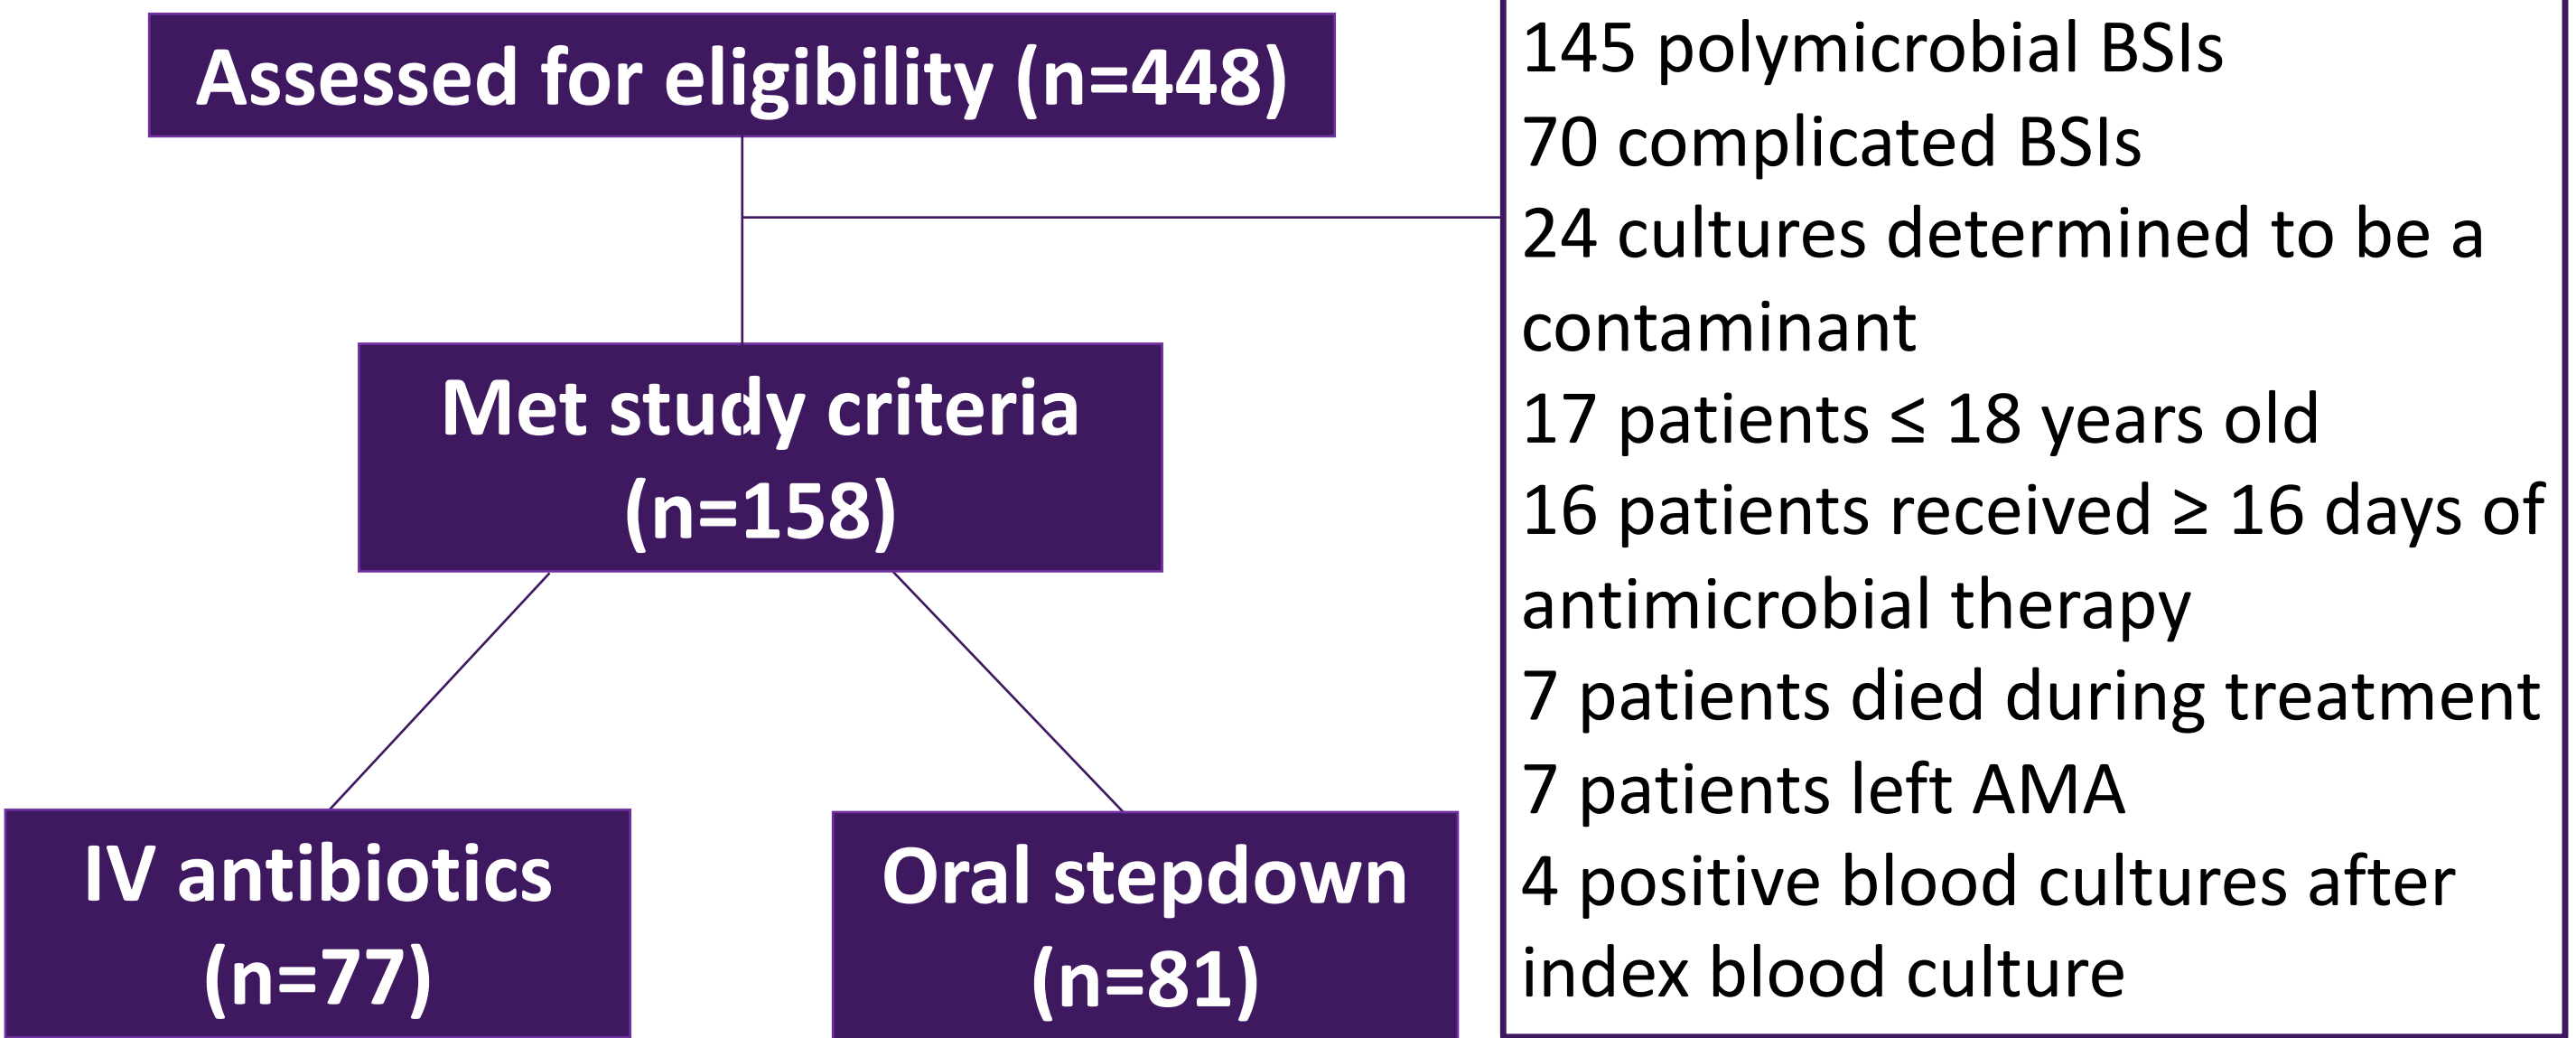 Assessed for eligibility (n=448)
Met study criteria
(n=158)
IV antibiotics
(n=77)
Oral stepdown
(n=81)
145 polymicrobial BSIs
70 complicated BSIs
24 cultures determined to be a
contaminant
17 patients ≤ 18 years old
16 patients received ≥ 16 days of
antimicrobial therapy
7 patients died during treatment
7 patients left AMA
4 positive blood cultures after
index blood culture